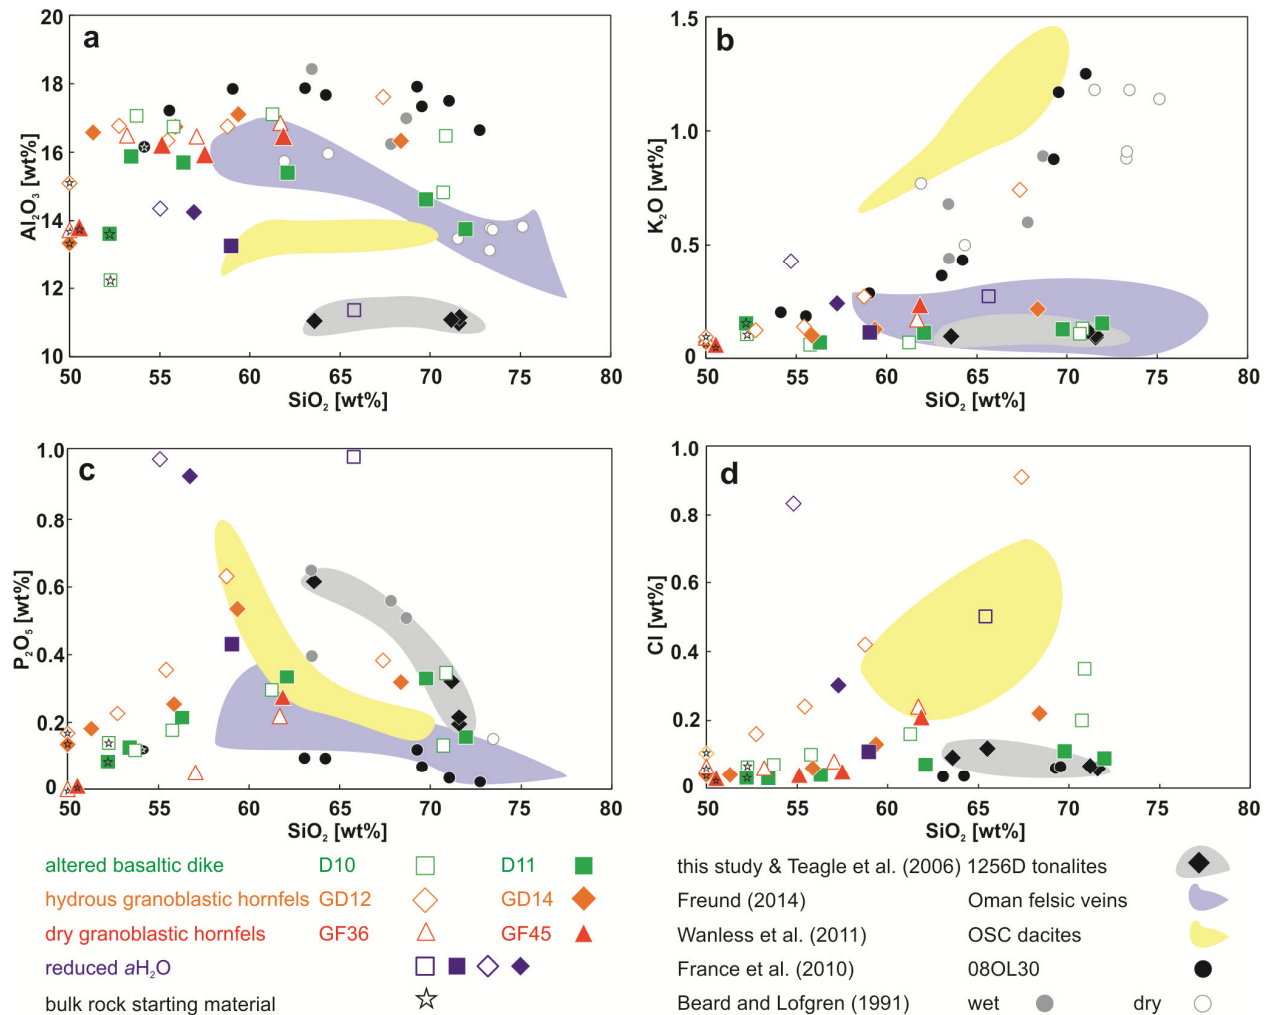 a
20
18
16
14
12
10
Al2O3 [wt%]
50 55 60 65 70 75 80
SiO2 [wt%]
b
1.5
1.0
0.5
0
K2O [wt%]
50 55 60 65 70 75 80
SiO2 [wt%]
c
1.0
0.8
0.6
0.4
0.2
0
P2O5 [wt%]
50 55 60 65 70 75 80
SiO2 [wt%]
d
1.0
0.8
0.6
0.4
0.2
0
Cl [wt%]
50 55 60 65 70 75 80
SiO2 [wt%]
altered basaltic dike D10 D11
hydrous granoblastic hornfels GD12 GD14
dry granoblastic hornfels GF36 GF45
reduced aH2O
bulk rock starting material
this study & Teagle et al. (2006) 1256D tonalites
Freund (2014) Oman felsic veins
Wanless et al. (2011) OSC dacites
France et al. (2010) 08OL30
Beard and Lofgren (1991) wet dry